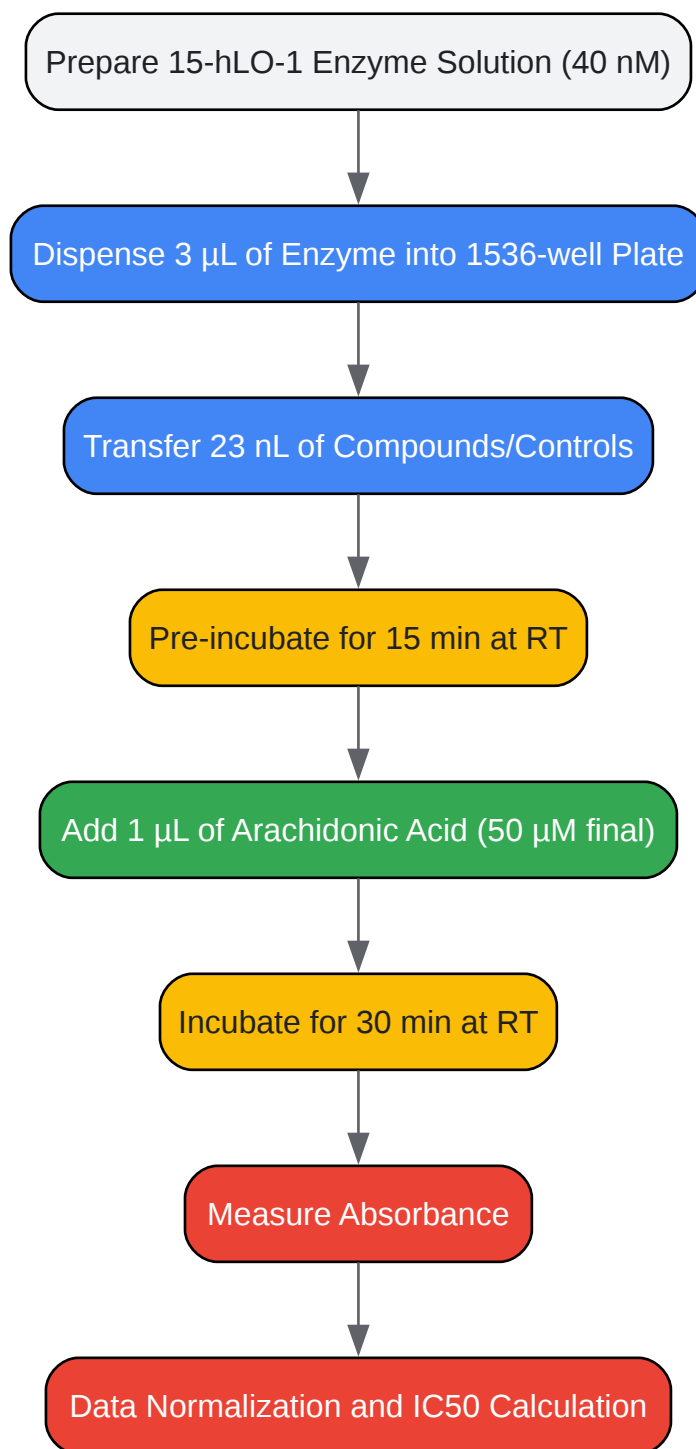 Prepare 15-hLO-1 Enzyme Solution (40 nM)
Dispense 3 µL of Enzyme into 1536-well Plate
Transfer 23 nL of Compounds/Controls
Pre-incubate for 15 min at RT
Add 1 µL of Arachidonic Acid (50 µM final)
Incubate for 30 min at RT
Measure Absorbance
Data Normalization and IC50 Calculation